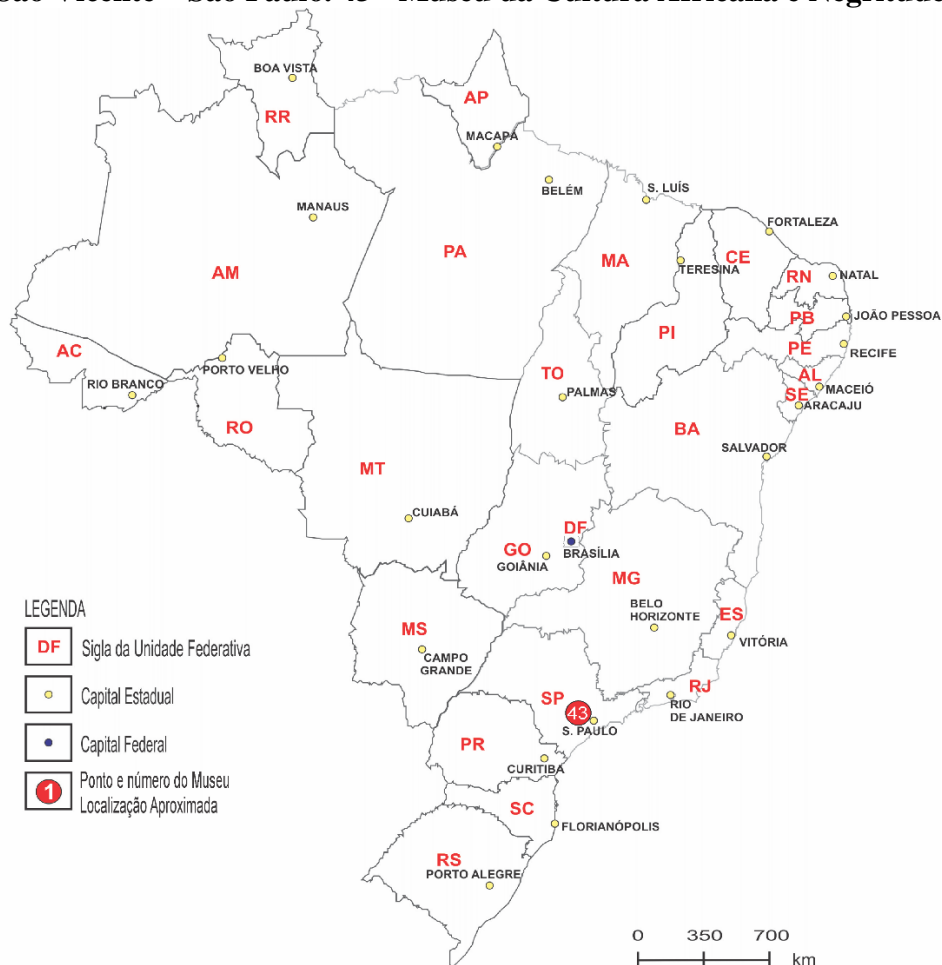 São Vicente - São Paulo. 43 - Museu da Cultura Africana e Negritude
BOA VISTA
RR
AP
MACAPÁ
BELÉM
S. LUÍS
MANAUS
FORTALEZA
PA
MA
CE
TERESINA
AM
RN
NATAL
PB
JOÃO PESSOA
PI
PE
RECIFE
AC
PORTO VELHO
RIO BRANCO
TO
PALMAS
AL
MACEIÓ
SE
ARACAJU
RO
BA
MT
SALVADOR
CUIABÁ
DF
GO
BRASÍLIA
GOIÂNIA
MG
BELO
HORIZONTE
ES
VITÓRIA
MS
CAMPO
GRANDE
RJ
RIO
DE JANEIRO
SP
43
S. PAULO
PR
CURITIBA
SC
FLORIANÓPOLIS
RS
PORTO ALEGRE
LEGENDA
DF Sigla da Unidade Federativa
Capital Estadual
Capital Federal
1 Ponto e número do Museu
Localização Aproximada
0 350 700
km